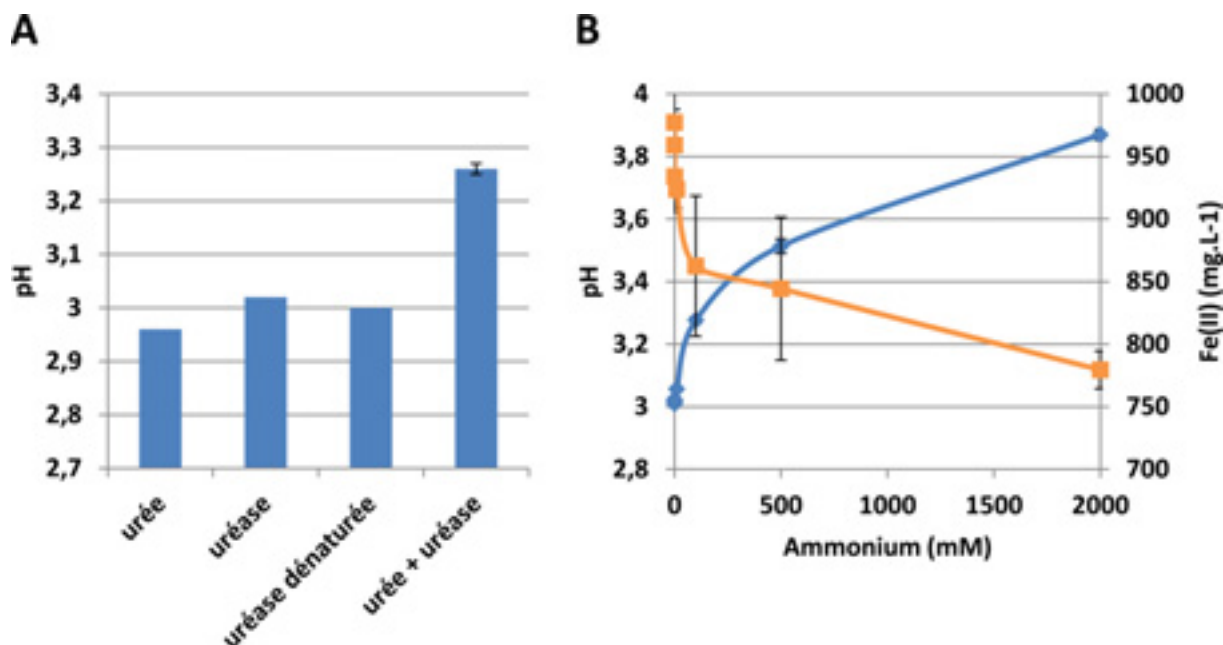 A
3,4
3,3
3,2
3,1
3
2,9
2,8
2,7
pH
urée
uréase
uréase dénaturée
urée + uréase
B
4
3,8
3,6
3,4
3,2
3
2,8
pH
1000
950
900
850
800
750
700
Fe(II) (mg.L-1)
0
500
1000
1500
2000
Ammonium (mM)